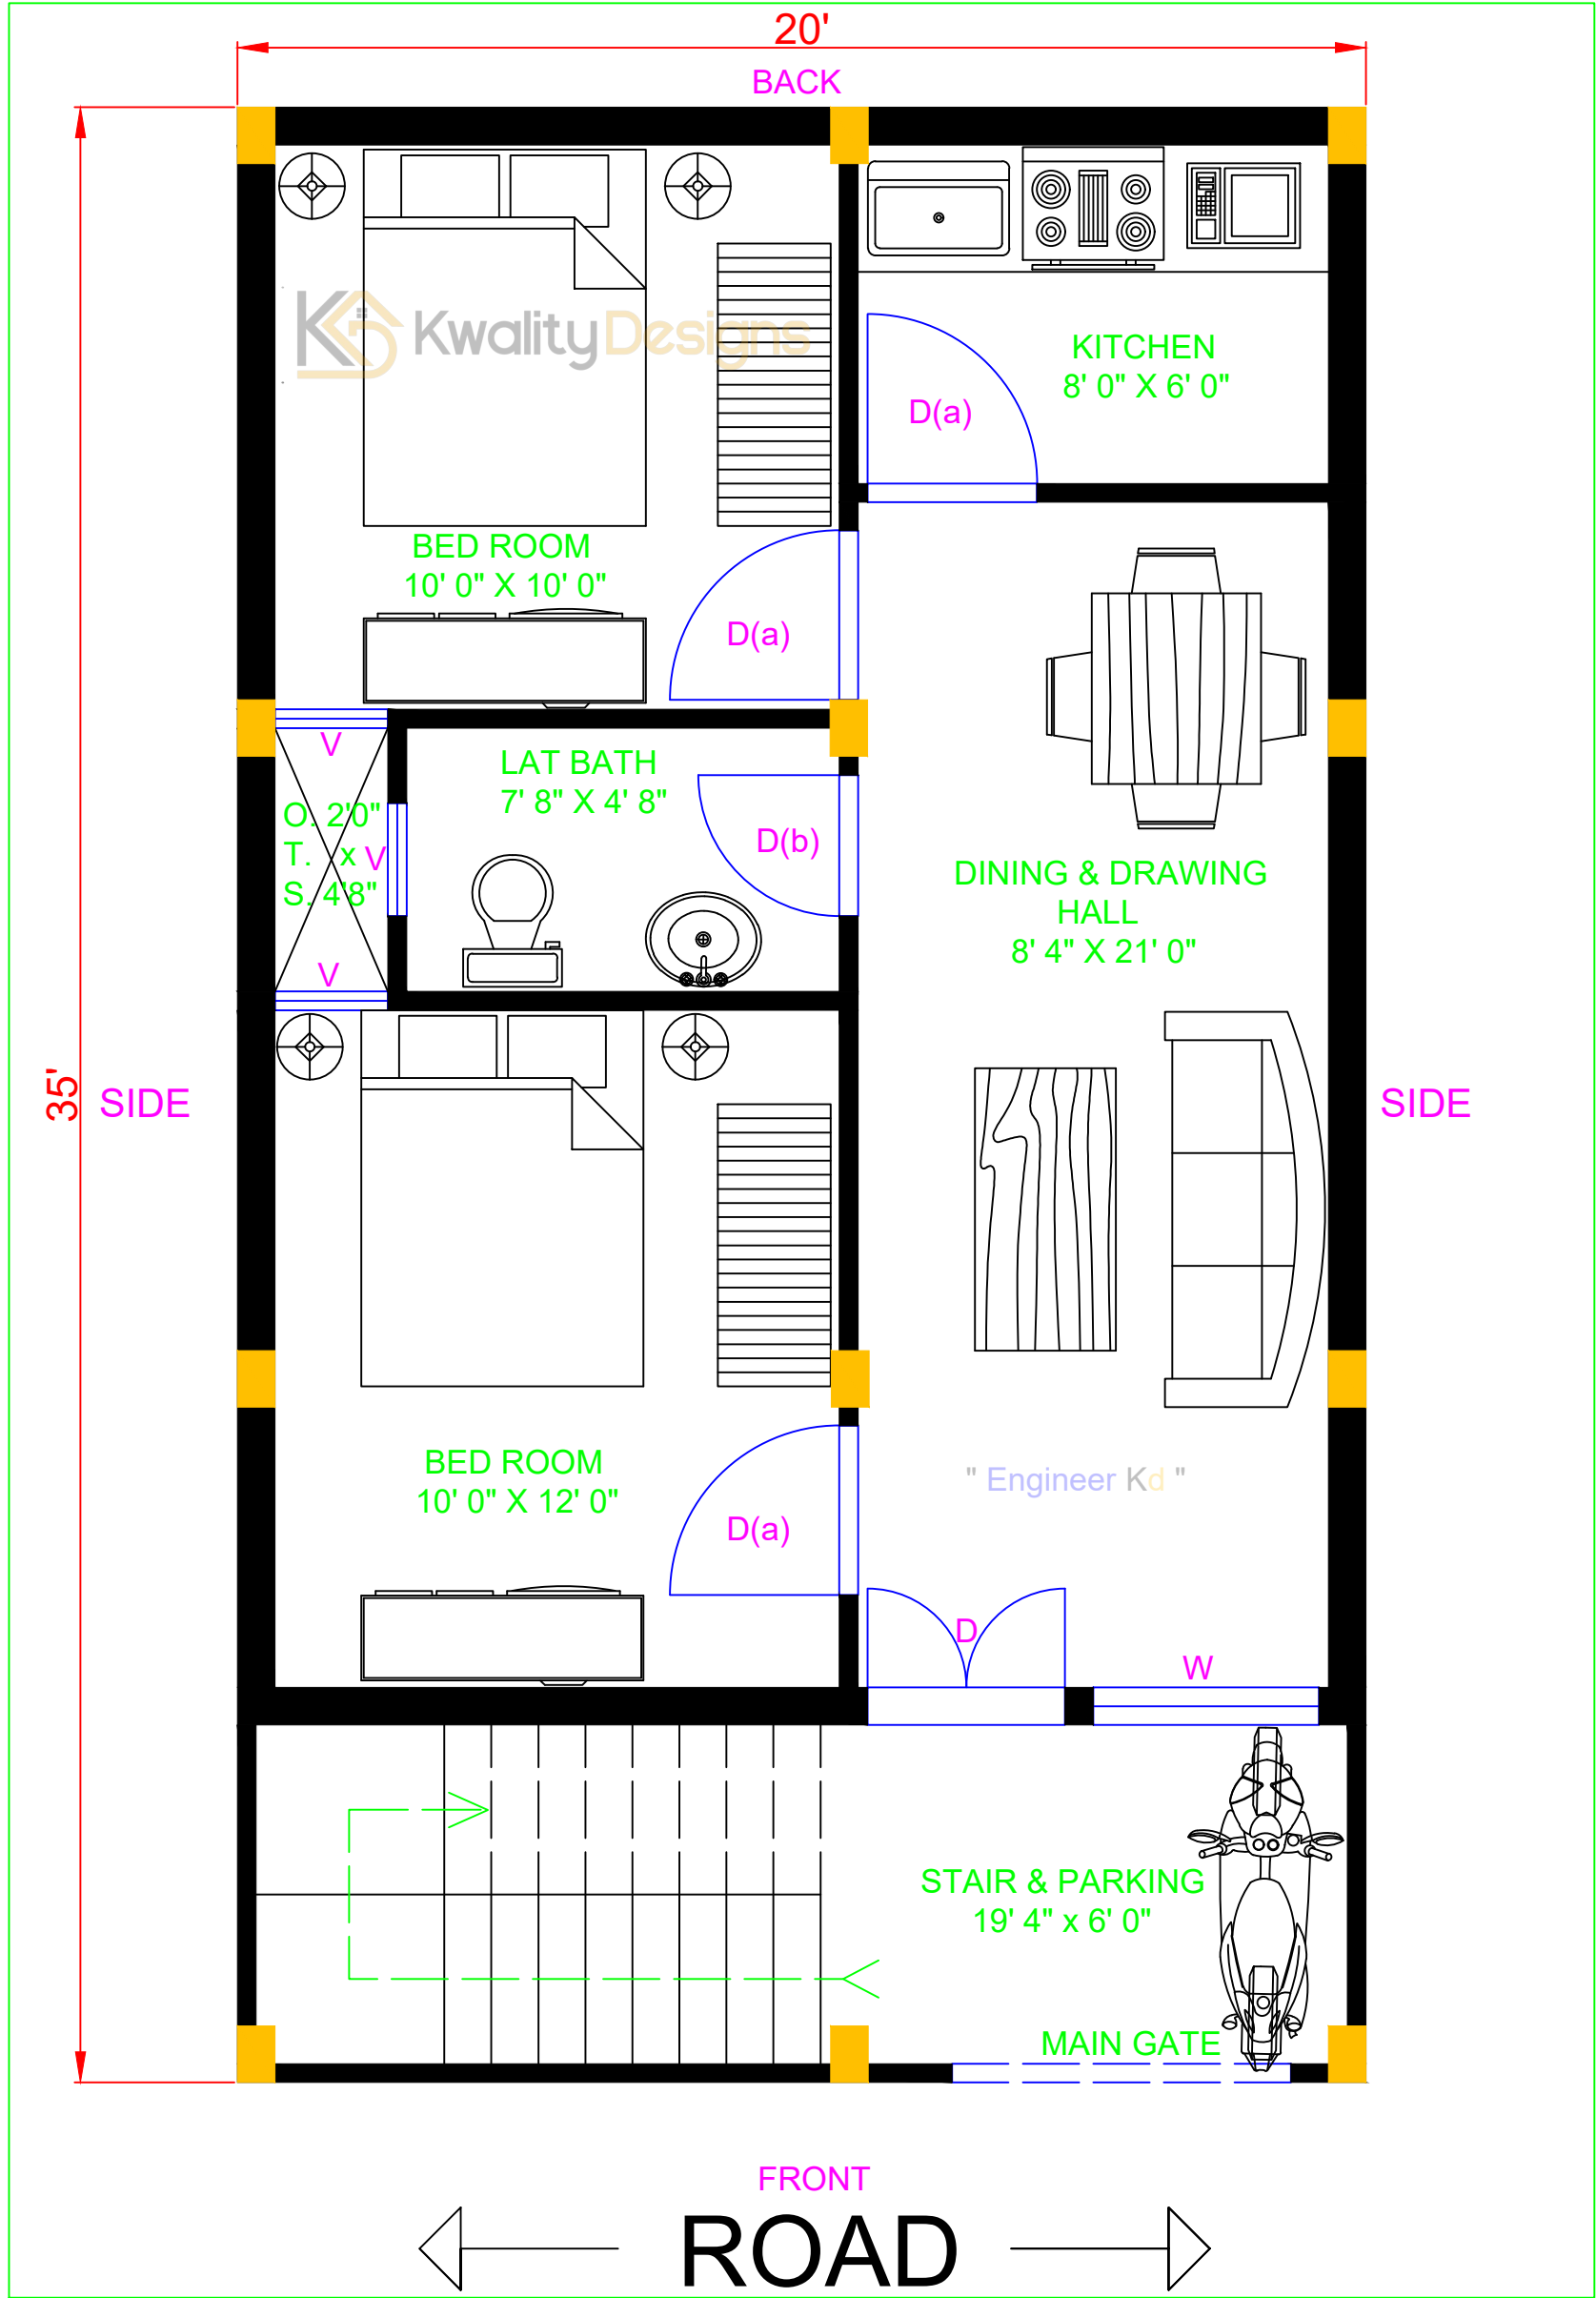 20'
BACK
KwalityDesigns
KITCHEN
8' 0" X 6' 0"
D(a)
BED ROOM
10' 0" X 10' 0"
D(a)
V
LAT BATH
7' 8" X 4' 8"
O. 2'0"
T. x
S. 4'8"
V
D(b)
DINING & DRAWING
HALL
8' 4" X 21' 0"
V
35'
SIDE
SIDE
BED ROOM
10' 0" X 12' 0"
" Engineer Kd "
D(a)
D
W
STAIR & PARKING
19' 4" x 6' 0"
MAIN GATE
FRONT
ROAD